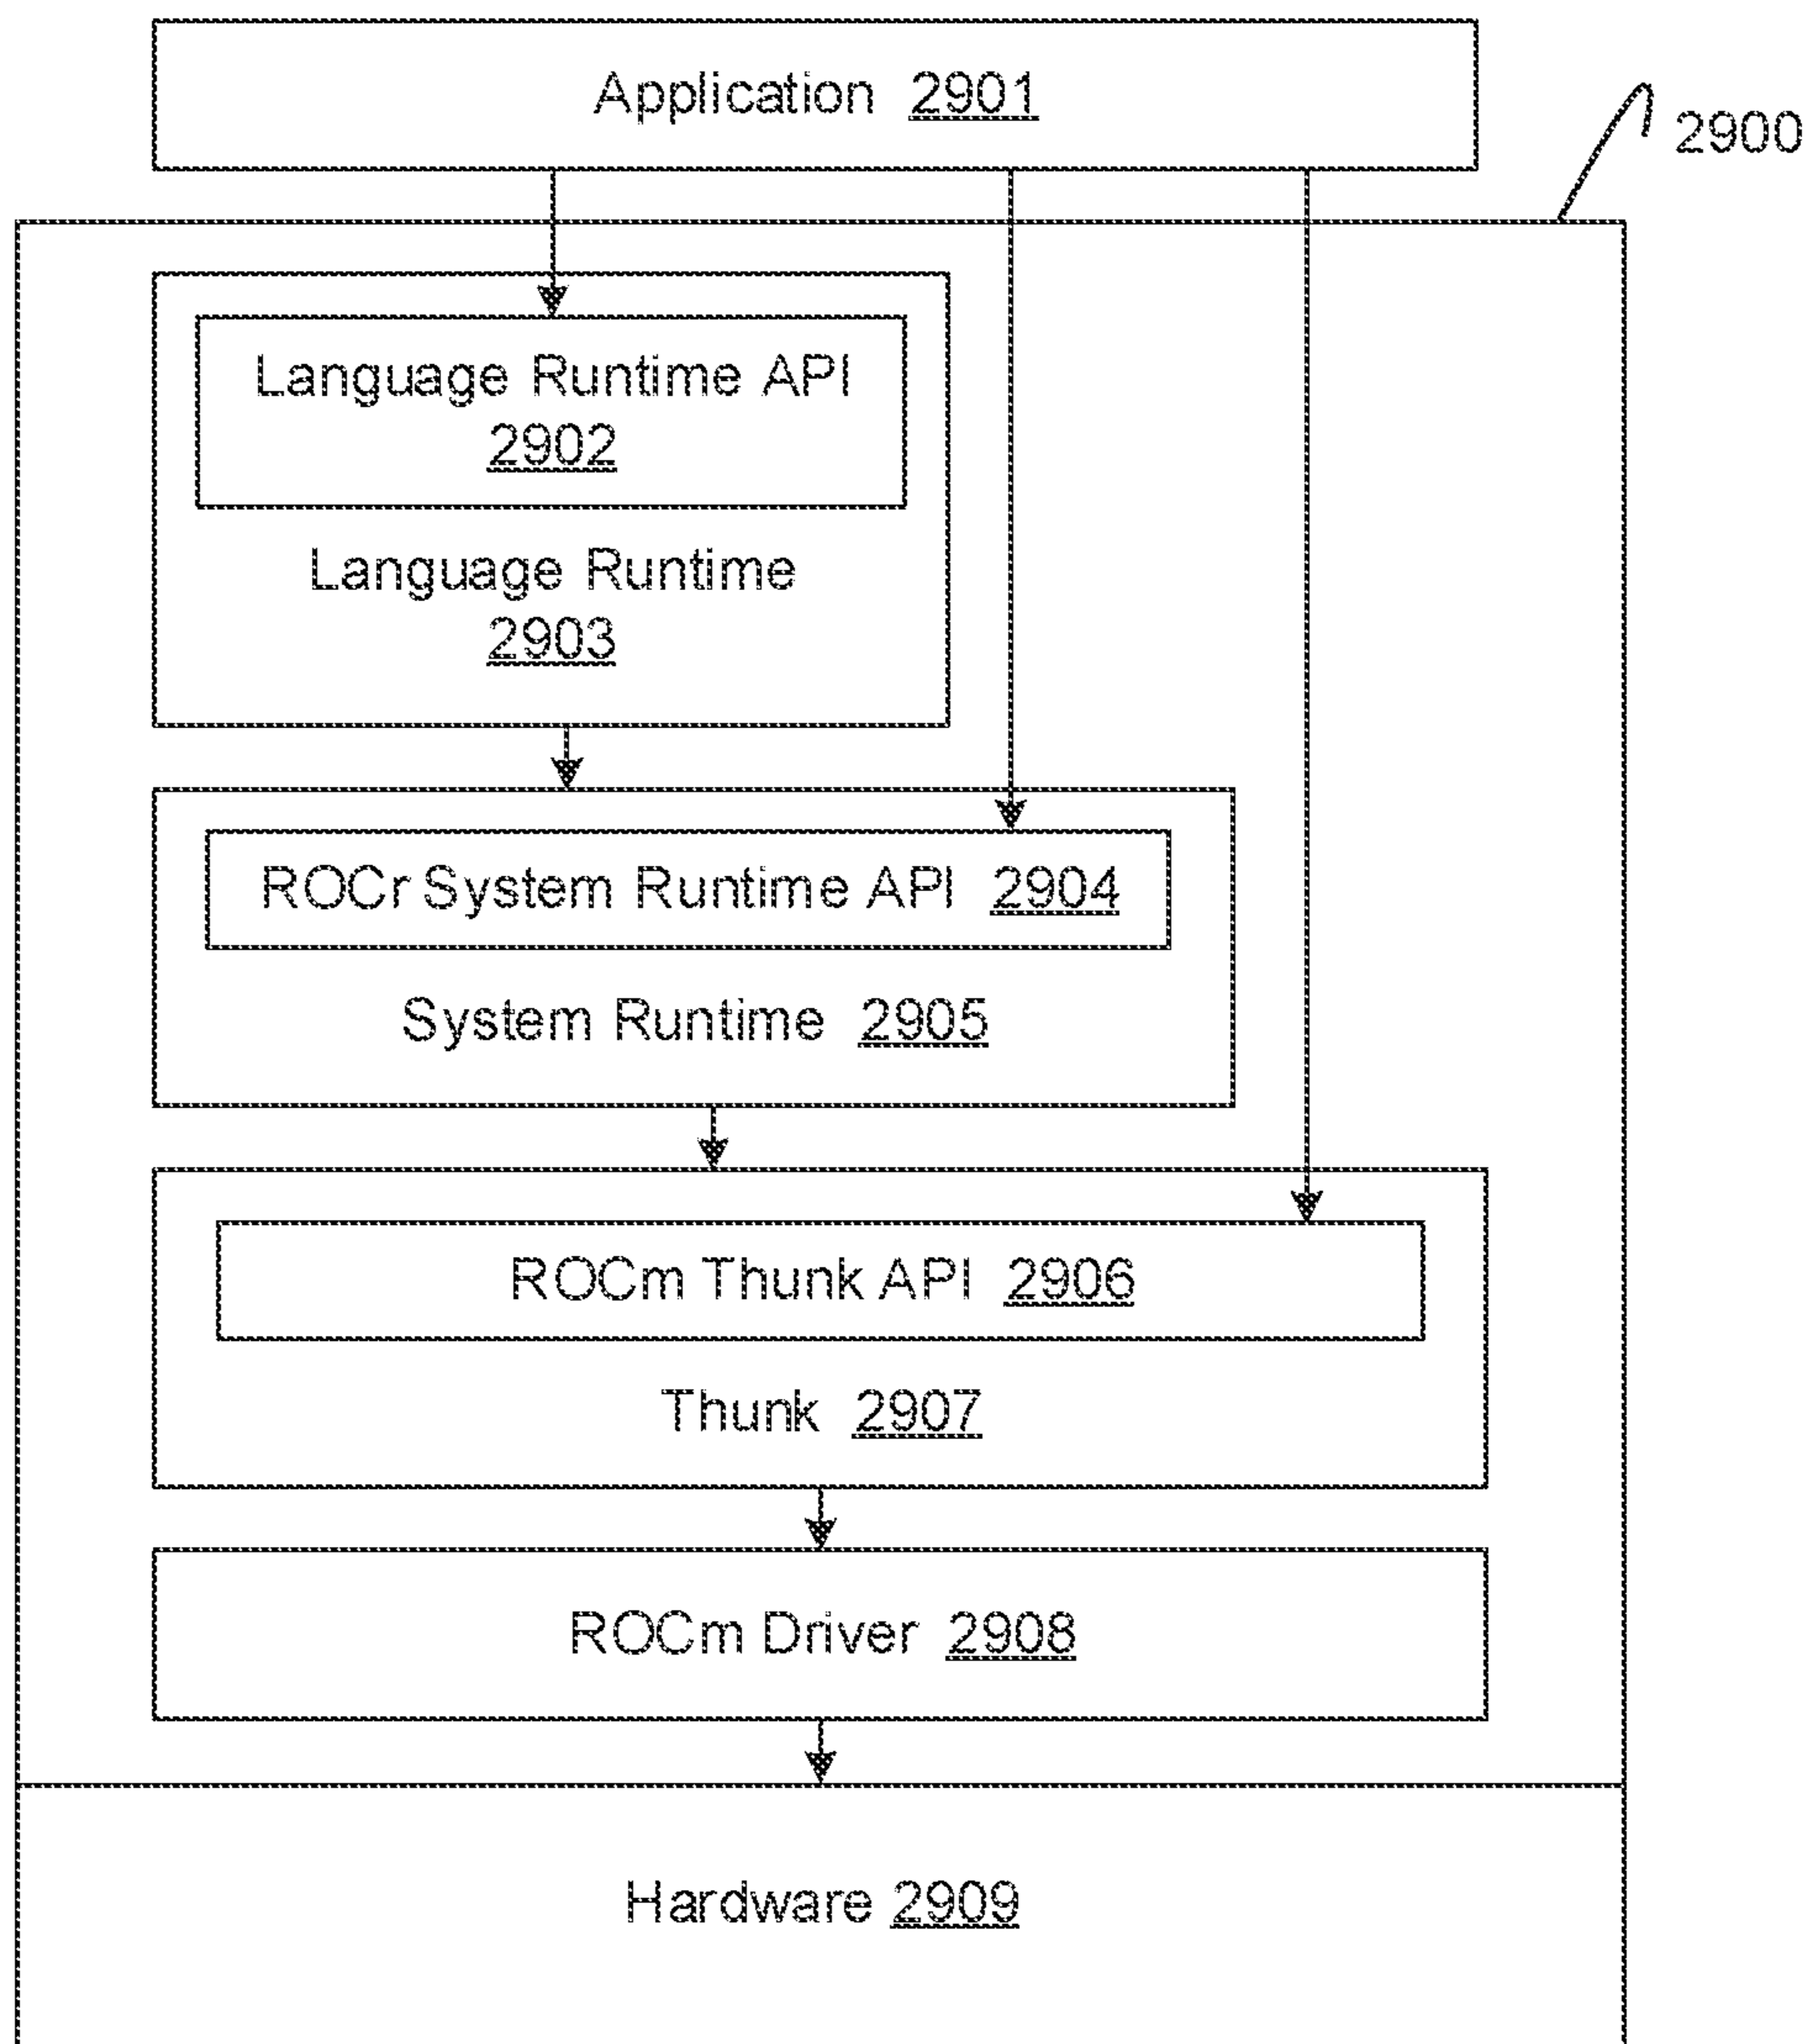 Application 2901
2900
Language Runtime API
2902
Language Runtime
2903
ROCr System Runtime API 2904
System Runtime 2905
ROCm Thunk API 2906
Thunk 2907
ROCm Driver 2908
Hardware 2909